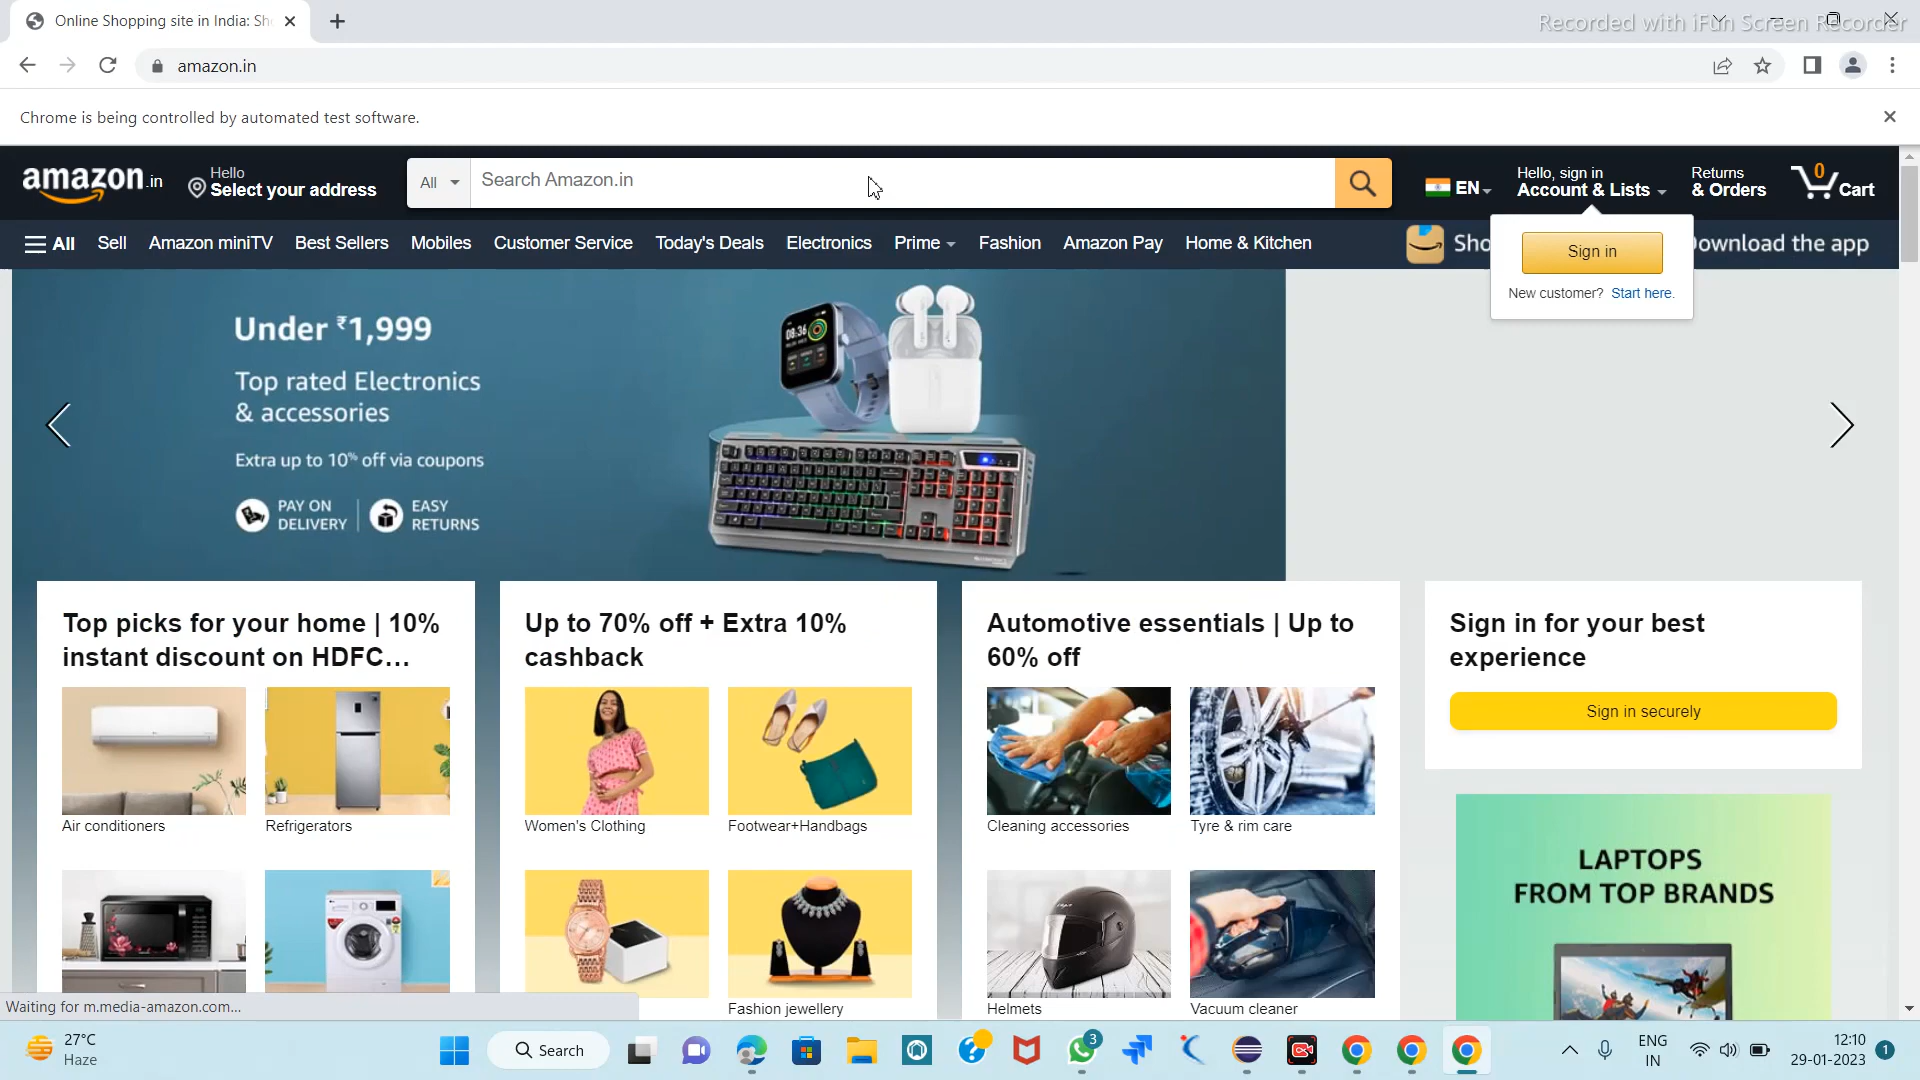 Online Shopping site in India: Sh
Recorded with iFun Screen Recorder
amazon.in
Chrome is being controlled by automated test software.
amazon.in
Hello
Select your address
All
Search Amazon.in
EN
Hello, sign in
Account & Lists
Returns
& Orders
0
Cart
All
Sell
Amazon miniTV
Best Sellers
Mobiles
Customer Service
Today's Deals
Electronics
Prime
Fashion
Amazon Pay
Home & Kitchen
Sho
ownload the app
Sign in
New customer? Start here.
Under ₹1,999
Top rated Electronics
& accessories
Extra up to 10% off via coupons
PAY ON
DELIVERY
EASY
RETURNS
08:36
Top picks for your home | 10%
instant discount on HDFC...
Air conditioners
Refrigerators
Up to 70% off + Extra 10%
cashback
Women's Clothing
Footwear+Handbags
Fashion jewellery
Automotive essentials | Up to
60% off
Cleaning accessories
Tyre & rim care
Helmets
Vacuum cleaner
Sign in for your best
experience
Sign in securely
LAPTOPS
FROM TOP BRANDS
Waiting for m.media-amazon.com...
27°C
Haze
Search
3
ENG
IN
12:10
29-01-2023
1